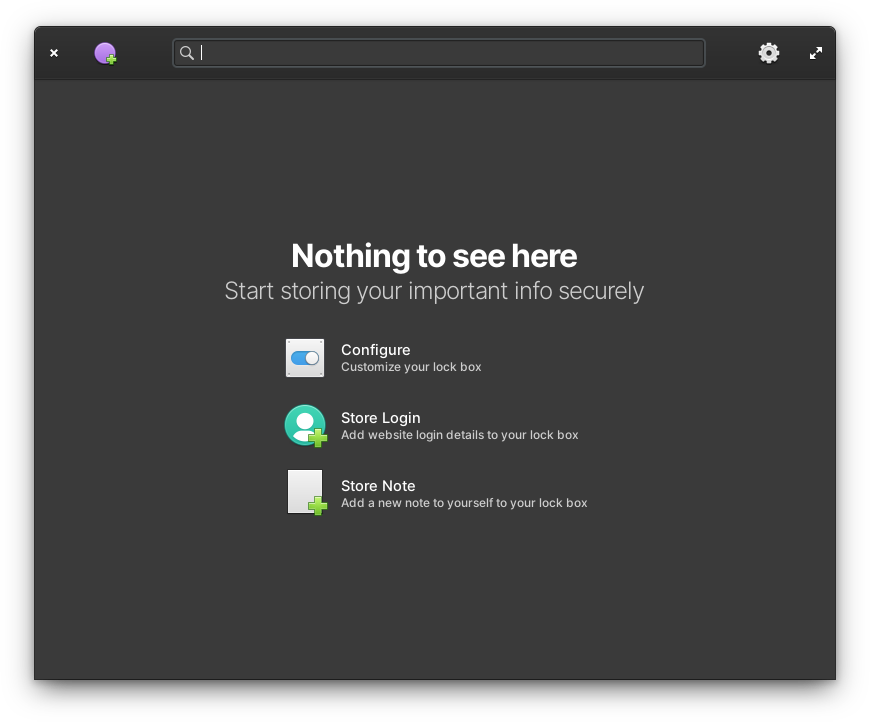 Nothing to see here
Start storing your important info securely
Configure
Customize your lock box
Store Login
Add website login details to your lock box
Store Note
Add a new note to yourself to your lock box